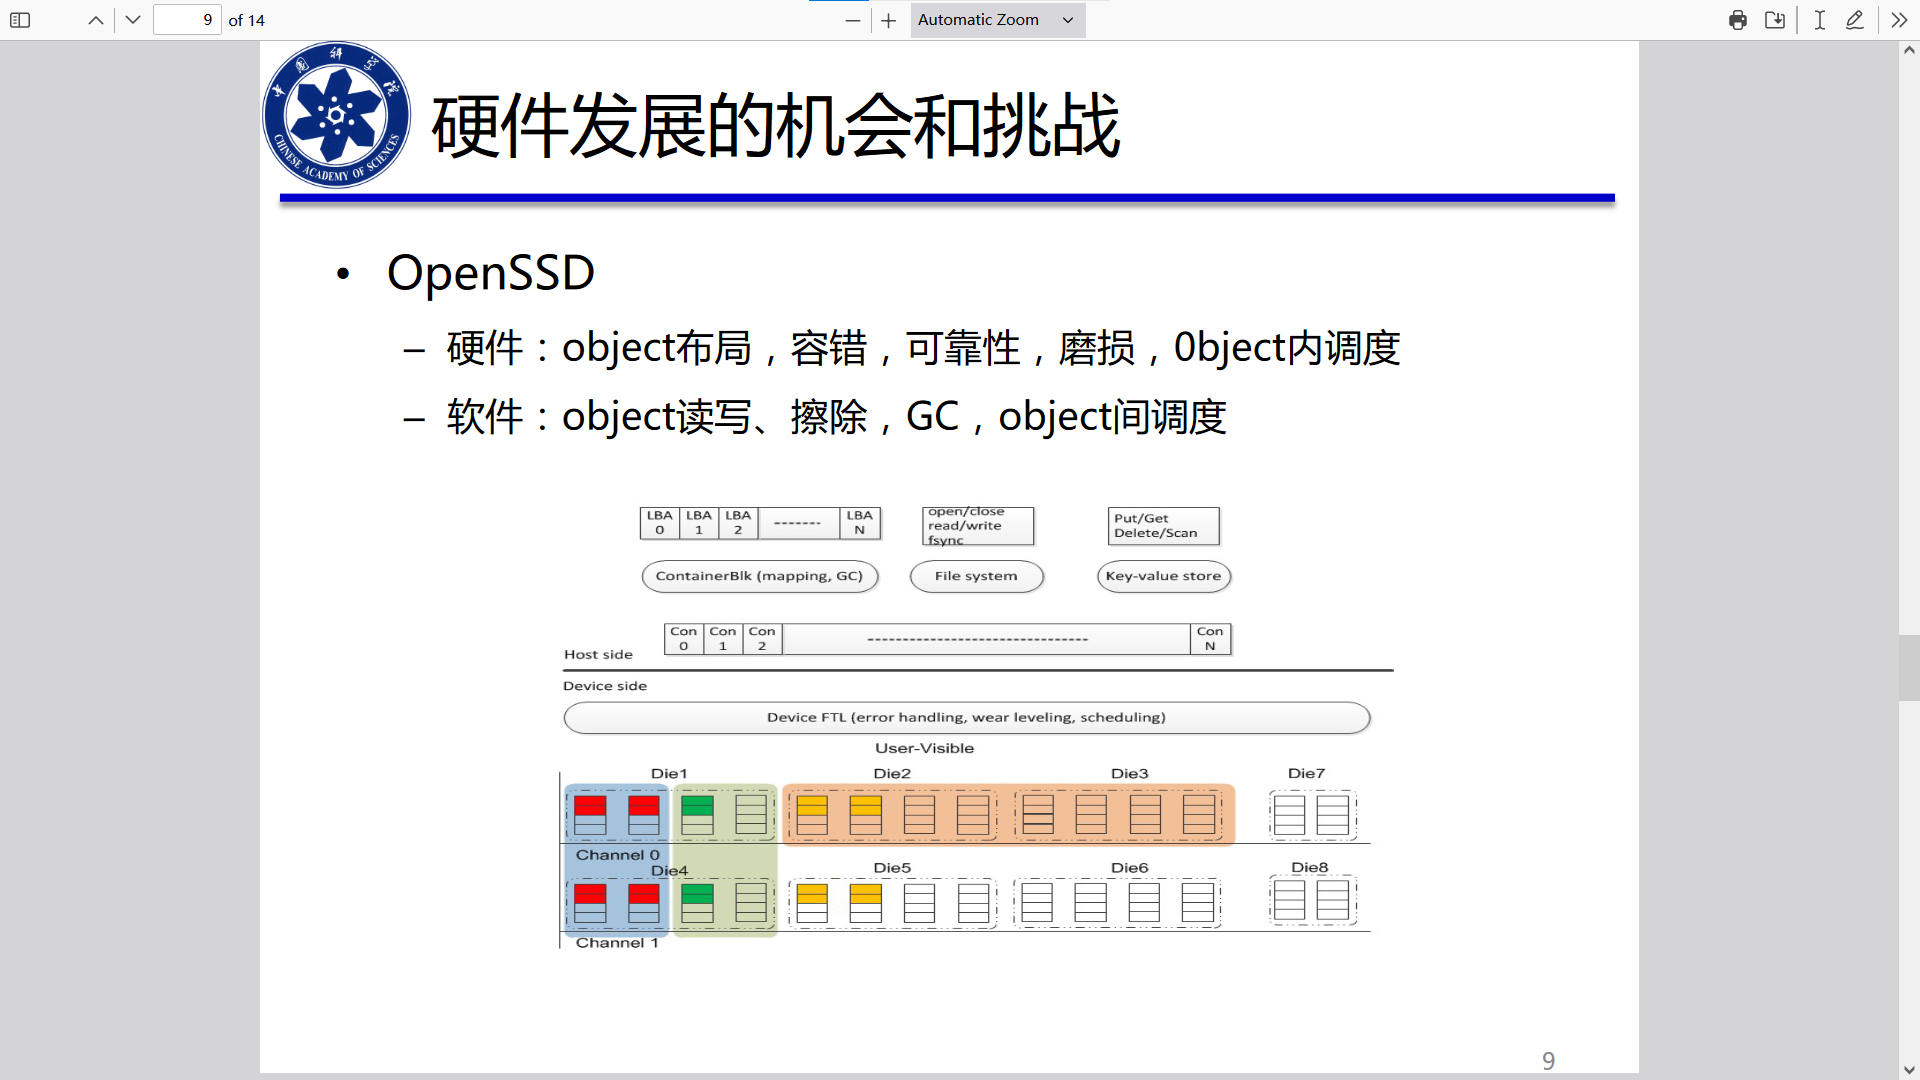 9 of 14
Automatic Zoom
中国科学院
CHINESE ACADEMY OF SCIENCES
硬件发展的机会和挑战
• OpenSSD
– 硬件：object布局，容错，可靠性，磨损，0bject内调度
– 软件：object读写、擦除，GC，object间调度
LBA 0 LBA 1 LBA 2 ------- LBA N
open/close
read/write
fsync
Put/Get
Delete/Scan
ContainerBlk (mapping, GC) File system Key-value store
Con 0 Con 1 Con 2 -------------------------------- Con N
Host side
Device side
Device FTL (error handling, wear leveling, scheduling)
User-Visible
Die1 Die2 Die3 Die7
Channel 0
Die4 Die5 Die6 Die8
Channel 1
9